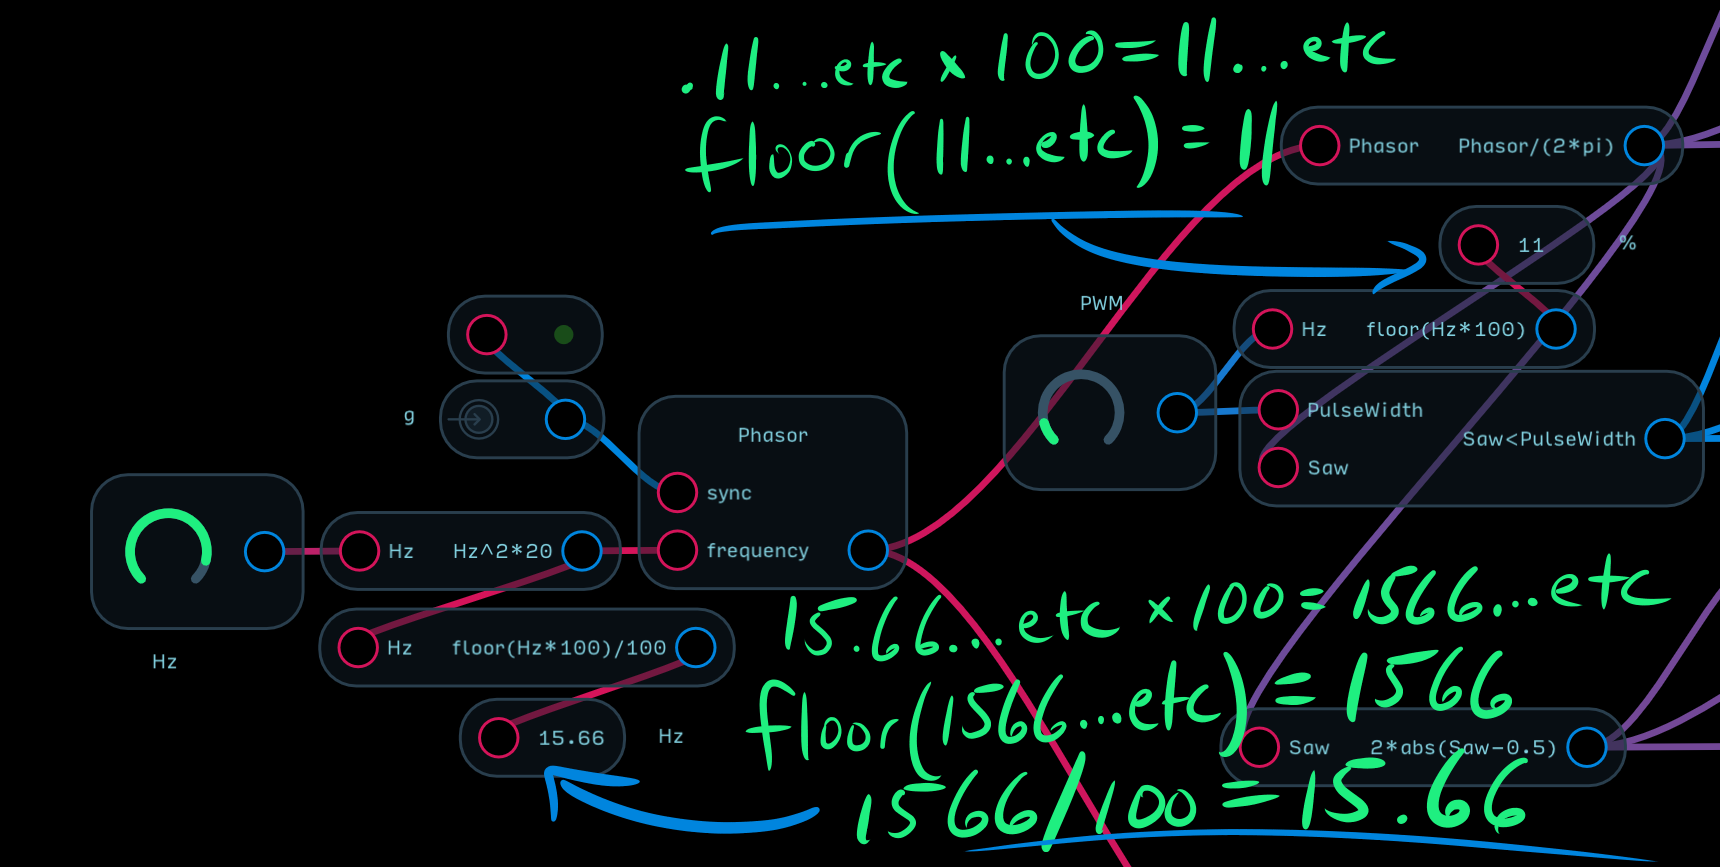 .11...etc x 100=11...etc
floor(11...etc) = 11
Phasor Phasor/(2*pi)
11 %
PWM
Hz floor(Hz*100)
PulseWidth
Saw<PulseWidth
Saw
g
Phasor
sync
frequency
Hz Hz^2*20
Hz
Hz floor(Hz*100)/100
15.66 Hz
15.66...etc x 100 = 1566...etc
floor(1566...etc) = 1566
Saw 2*abs(Saw-0.5)
1566/100 = 15.66